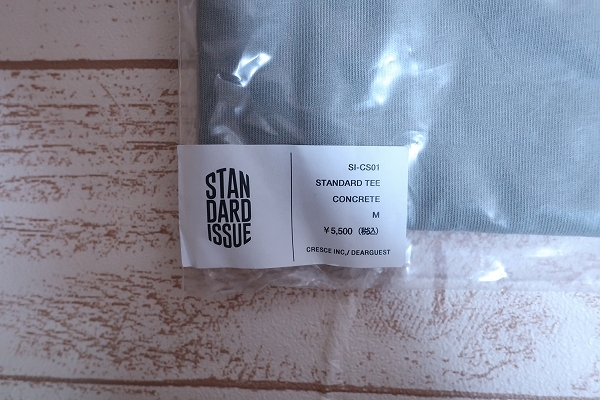 STAN
DARD
ISSUE
SI-CS01
STANDARD TEE
CONCRETE
M
¥5,500（税込）
CRESCE INC./ DEARGUEST